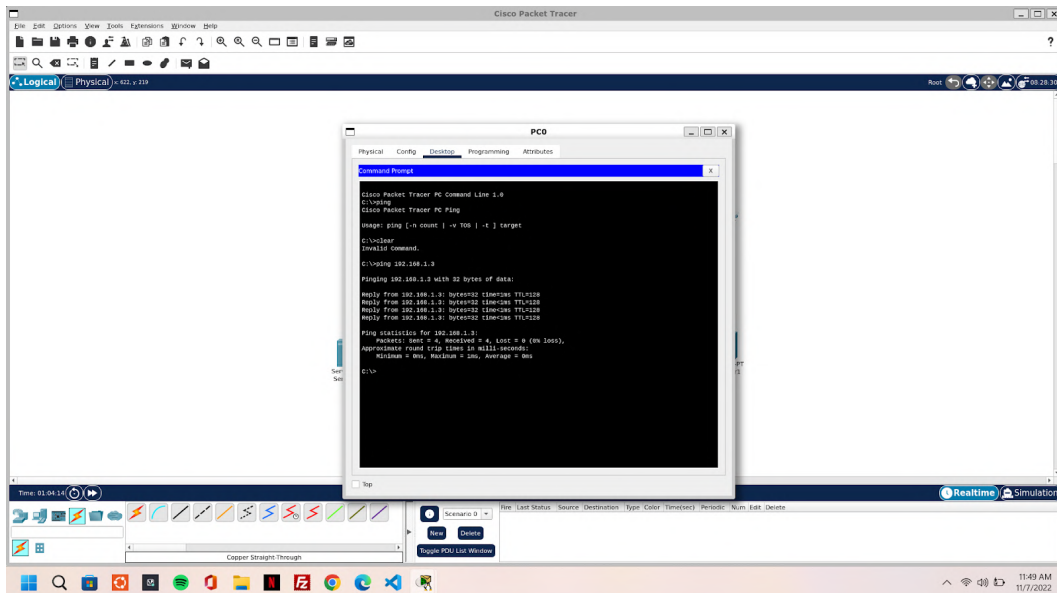 Cisco Packet Tracer
File Edit Options View Tools Extensions Window Help
?
Logical Physical x: 622, y: 219
Root 08:28:30
PC0
Physical Config Desktop Programming Attributes
Command Prompt X
Cisco Packet Tracer PC Command Line 1.0
C:\>ping
Cisco Packet Tracer PC Ping
Usage: ping [-n count | -v TOS | -t ] target
C:\>clear
Invalid Command.
C:\>ping 192.168.1.3
Pinging 192.168.1.3 with 32 bytes of data:
Reply from 192.168.1.3: bytes=32 time=1ms TTL=128
Reply from 192.168.1.3: bytes=32 time<1ms TTL=128
Reply from 192.168.1.3: bytes=32 time<1ms TTL=128
Reply from 192.168.1.3: bytes=32 time<1ms TTL=128
Ping statistics for 192.168.1.3:
Packets: Sent = 4, Received = 4, Lost = 0 (0% loss),
Approximate round trip times in milli-seconds:
Minimum = 0ms, Maximum = 1ms, Average = 0ms
C:\>
Ser
Ser
PT
Top
Time: 01:04:14
Realtime Simulation
Scenario 0
Fire Last Status Source Destination Type Color Time(sec) Periodic Num Edit Delete
New Delete
Toggle PDU List Window
Copper Straight-Through
11:49 AM
11/7/2022